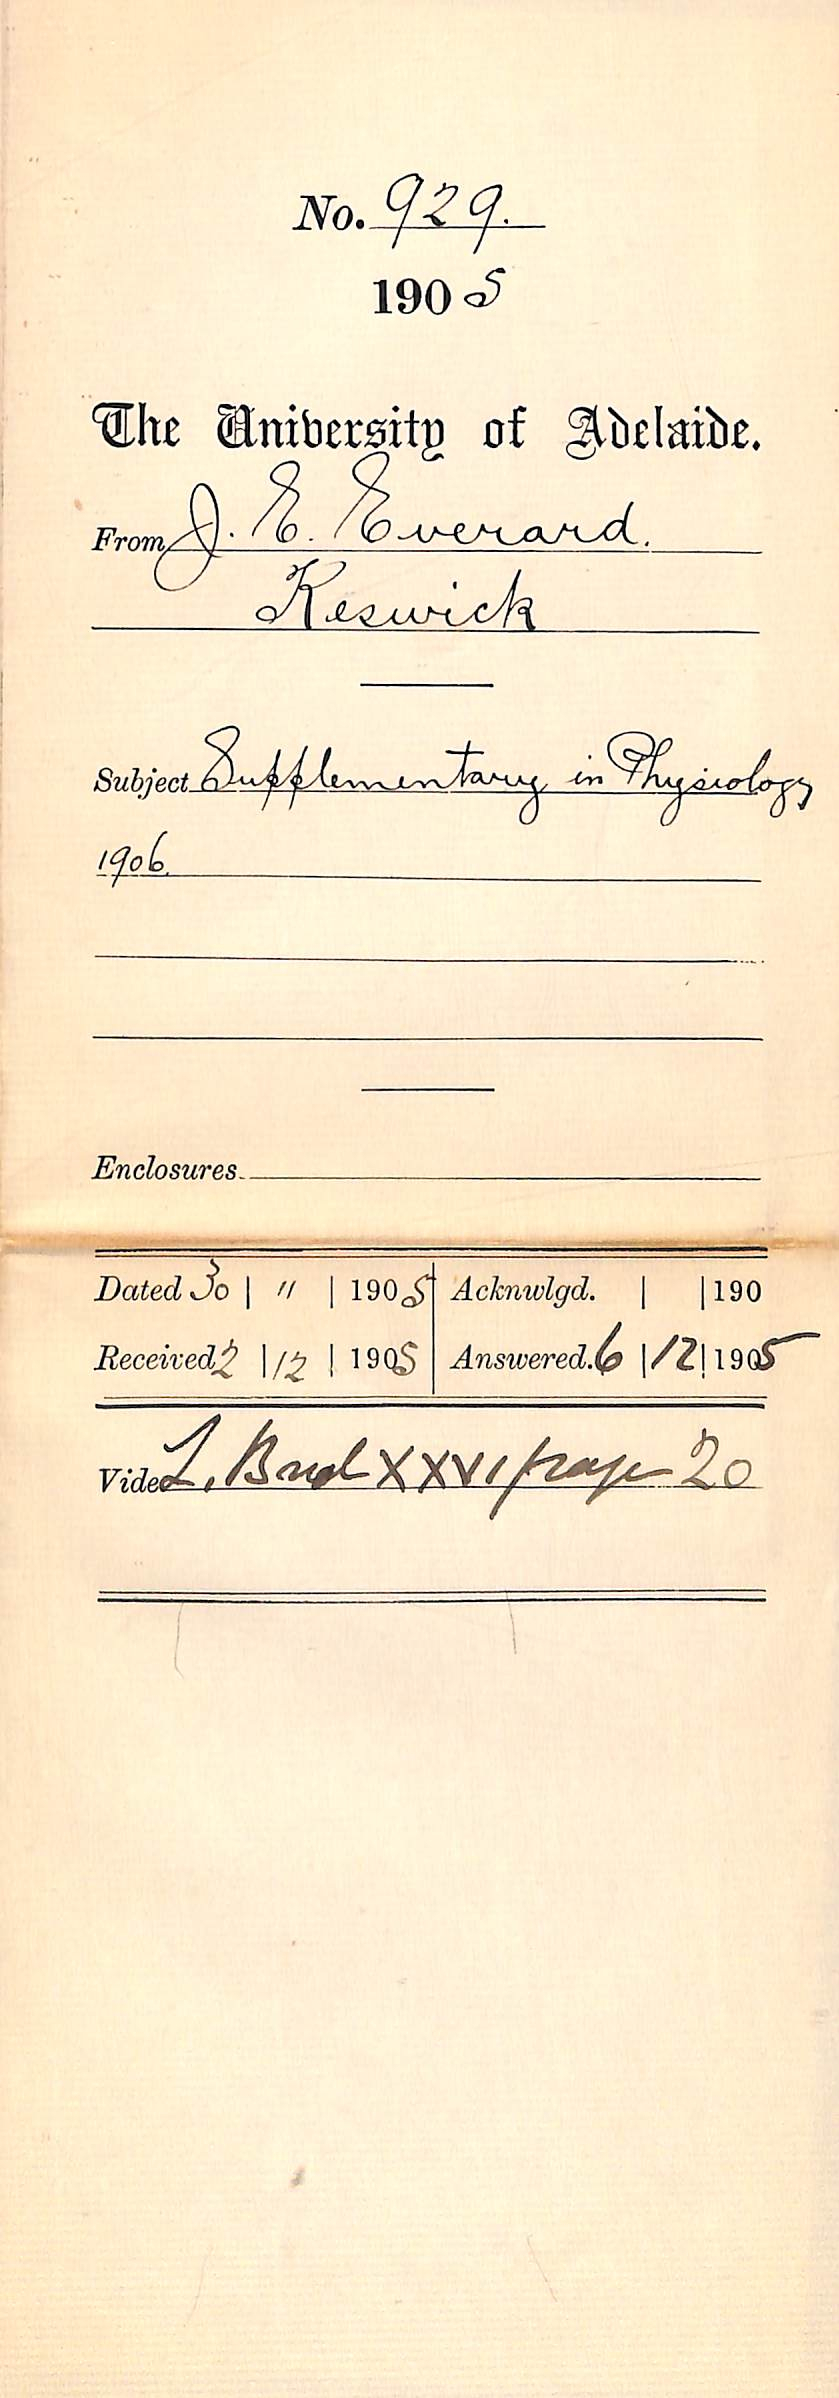 No. 929.
1905
The University of Adelaide.
From J. E. Everard.
Keswick
Subject Supplementary in Physiology
1906.
Enclosures
Dated 30 | 11 | 1905 Acknwlgd. | | 190
Received 2 | 12 | 1905 Answered. 6 | 12 | 1905
Vide L. XXVI page 20